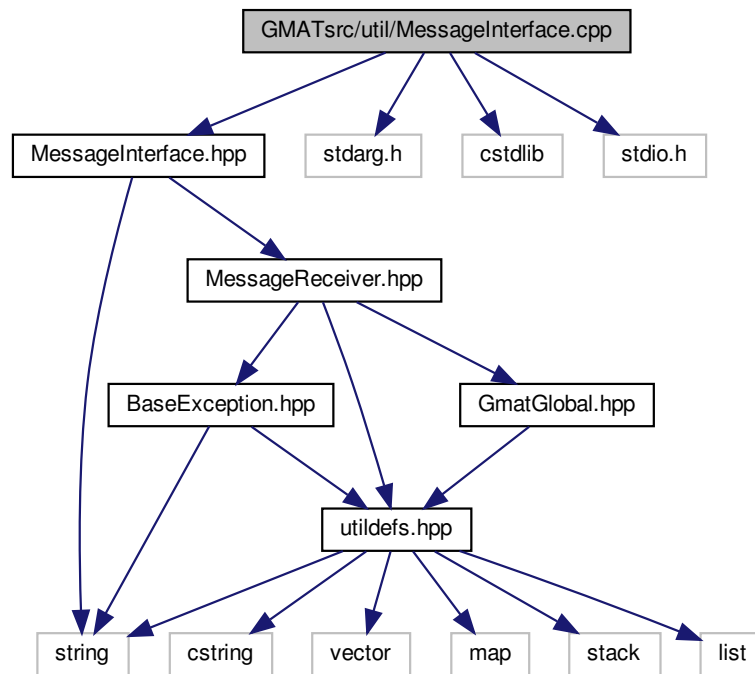 GMATsrc/util/MessageInterface.cpp
MessageInterface.hpp
stdarg.h
cstdlib
stdio.h
MessageReceiver.hpp
BaseException.hpp
GmatGlobal.hpp
utildefs.hpp
string
cstring
vector
map
stack
list